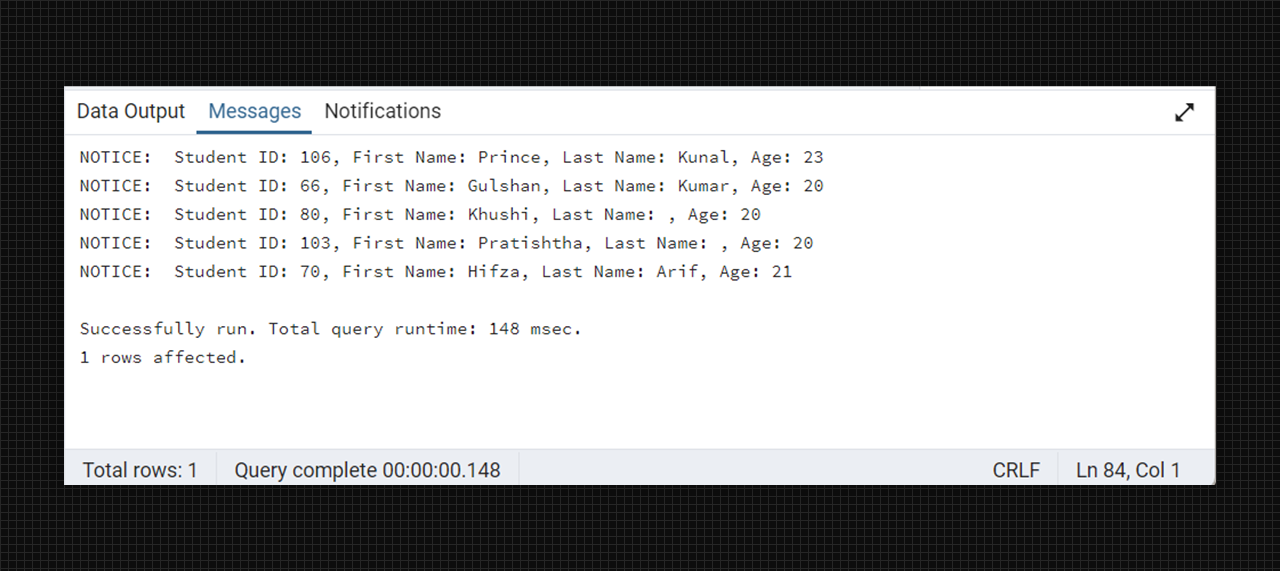 Data Output Messages Notifications
NOTICE:  Student ID: 106, First Name: Prince, Last Name: Kunal, Age: 23
NOTICE:  Student ID: 66, First Name: Gulshan, Last Name: Kumar, Age: 20
NOTICE:  Student ID: 80, First Name: Khushi, Last Name: , Age: 20
NOTICE:  Student ID: 103, First Name: Pratishtha, Last Name: , Age: 20
NOTICE:  Student ID: 70, First Name: Hifza, Last Name: Arif, Age: 21
Successfully run. Total query runtime: 148 msec.
1 rows affected.
Total rows: 1 Query complete 00:00:00.148 CRLF Ln 84, Col 1